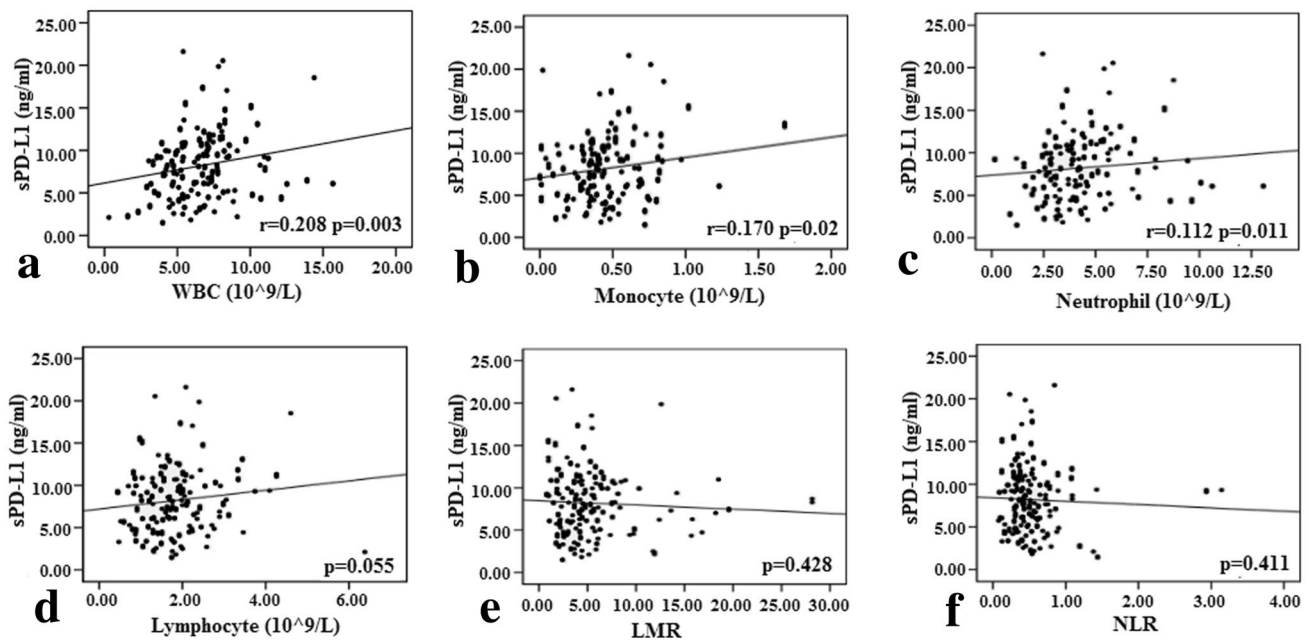 25.00
20.00
15.00
10.00
5.00
0.00
sPD-L1 (ng/ml)
r=0.208 p=0.003
0.00 5.00 10.00 15.00 20.00
WBC (10^9/L)
a
25.00
20.00
15.00
10.00
5.00
0.00
sPD-L1 (ng/ml)
r=0.170 p=0.02
0.00 1.00 2.00
Monocyte (10^9/L)
b
25.00
20.00
15.00
10.00
5.00
0.00
sPD-L1 (ng/ml)
r=0.112 p=0.011
0.00 2.50 5.00 7.50 10.00 12.50
Neutrophil (10^9/L)
c
25.00
20.00
15.00
10.00
5.00
0.00
sPD-L1 (ng/ml)
p=0.055
0.00 2.00 4.00 6.00
Lymphocyte (10^9/L)
d
25.00
20.00
15.00
10.00
5.00
0.00
sPD-L1 (ng/ml)
p=0.428
0.00 5.00 10.00 15.00 20.00 25.00 30.00
LMR
e
25.00
20.00
15.00
10.00
5.00
0.00
sPD-L1 (ng/ml)
p=0.411
0.00 1.00 2.00 3.00 4.00
NLR
f